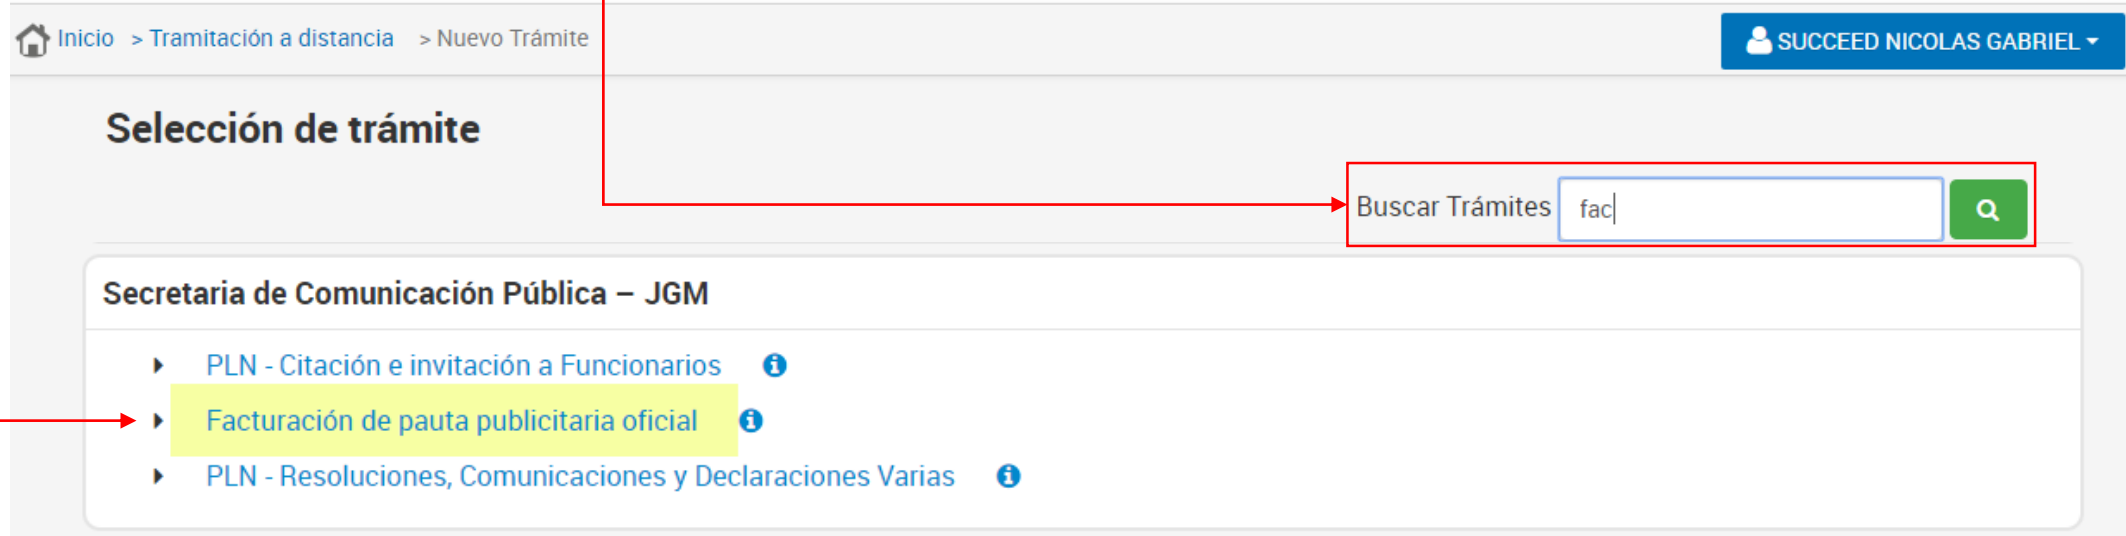 Inicio > Tramitación a distancia > Nuevo Trámite
SUCCEED NICOLAS GABRIEL
Selección de trámite
Buscar Trámites fac
Secretaria de Comunicación Pública – JGM
PLN - Citación e invitación a Funcionarios
Facturación de pauta publicitaria oficial
PLN - Resoluciones, Comunicaciones y Declaraciones Varias